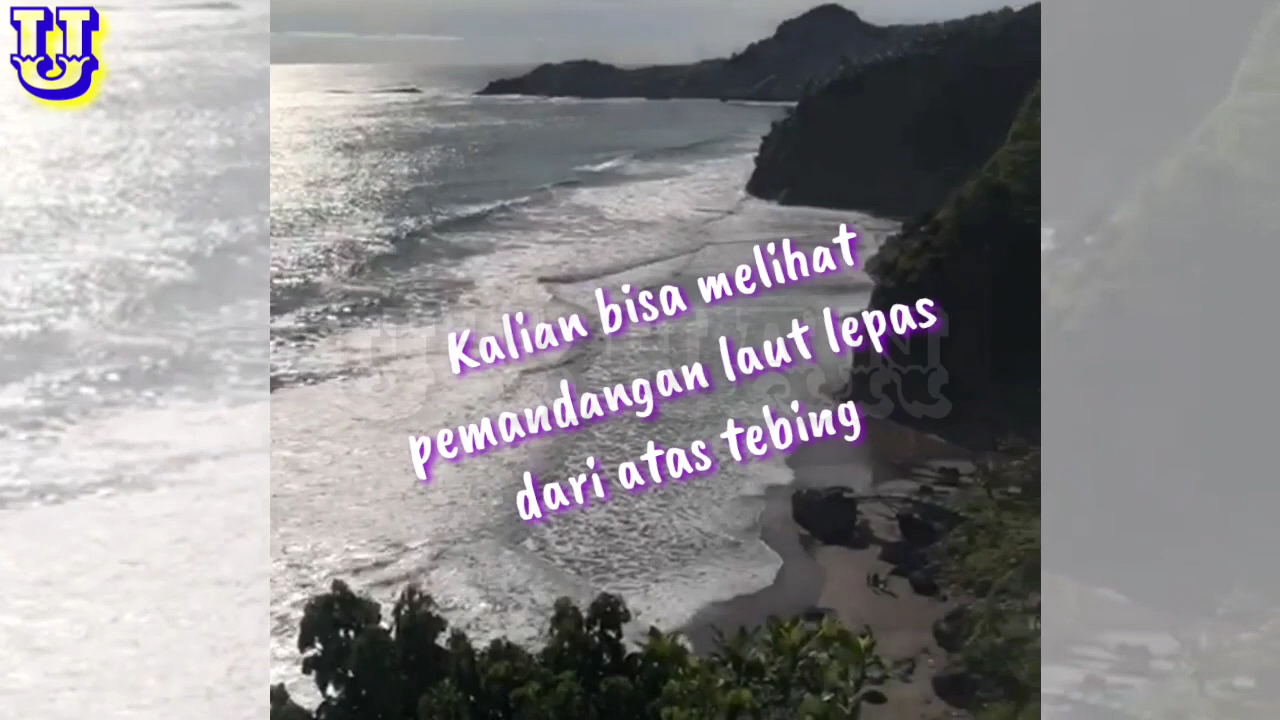 U
Kalian bisa melihat
pemandangan laut lepas
dari atas tebing